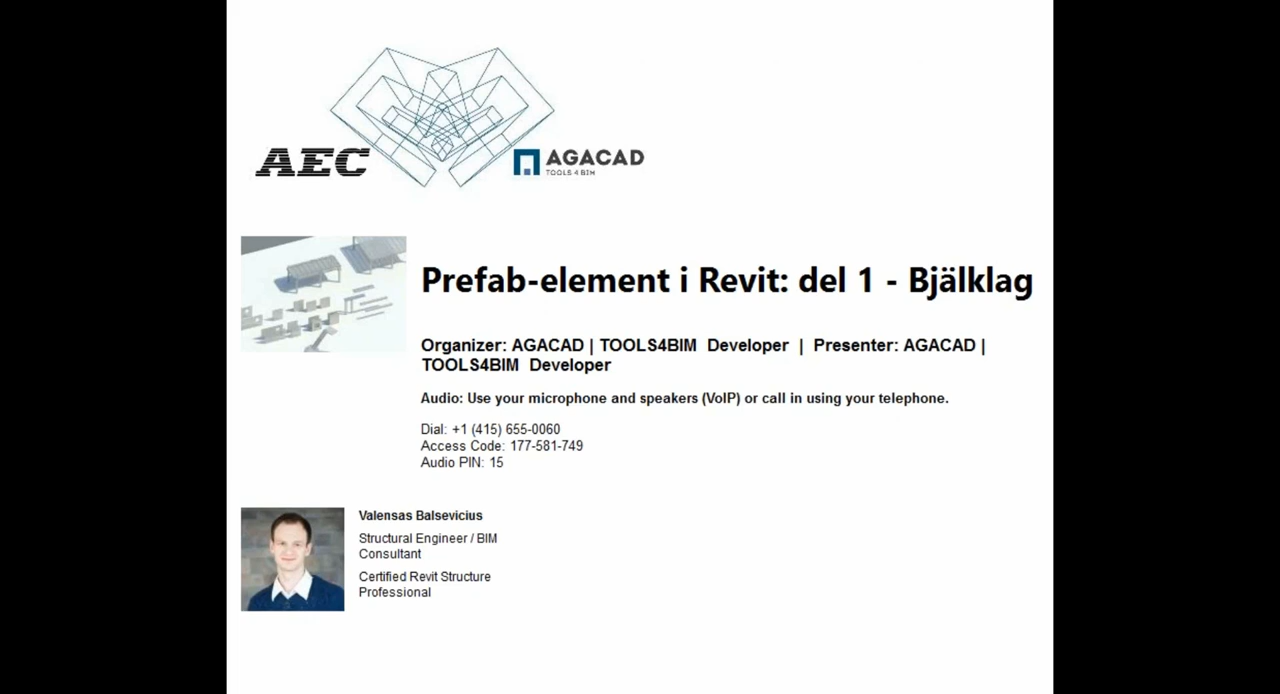 AEC
AGACAD
TOOLS 4 BIM
Prefab-element i Revit: del 1 - Bjälklag
Organizer: AGACAD | TOOLS4BIM Developer | Presenter: AGACAD |
TOOLS4BIM Developer
Audio: Use your microphone and speakers (VoIP) or call in using your telephone.
Dial: +1 (415) 655-0060
Access Code: 177-581-749
Audio PIN: 15
Valensas Balsevicius
Structural Engineer / BIM
Consultant
Certified Revit Structure
Professional